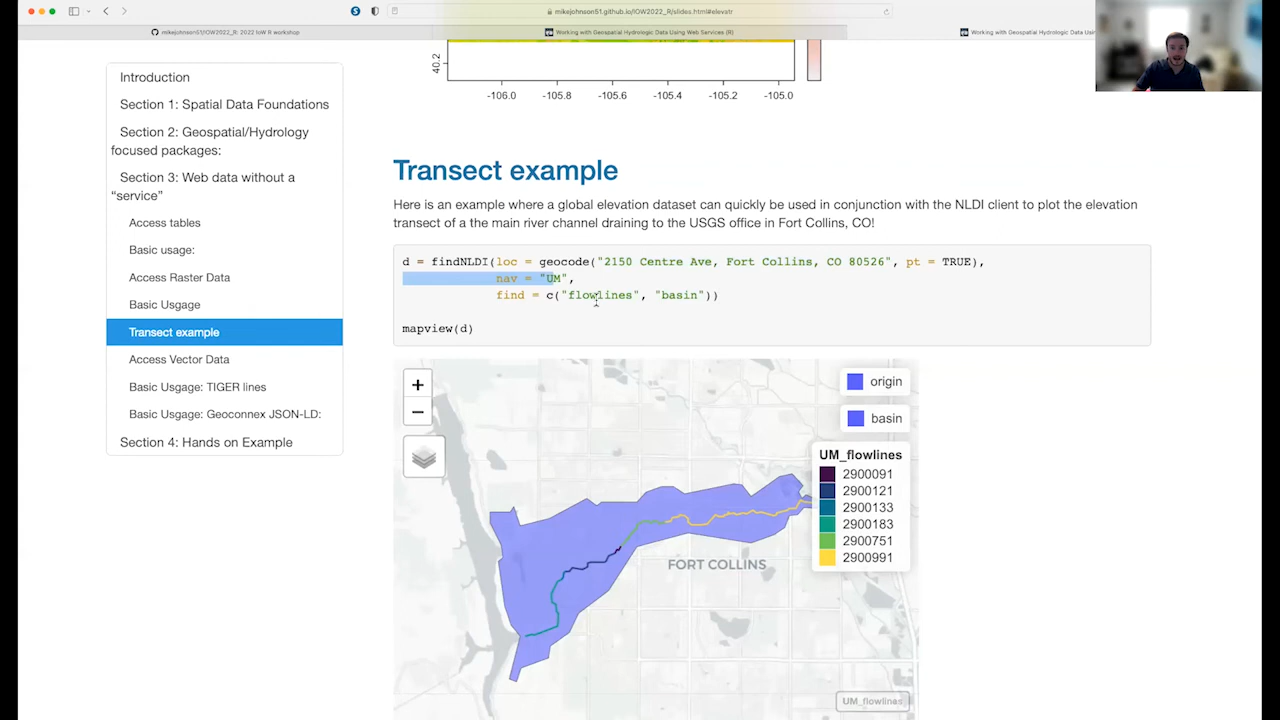 mikejohnson51.github.io/IOW2022_R/slides.html#elevatr
mikejohnson51/IOW2022_R: 2022 IoW R workshop
Working with Geospatial Hydrologic Data Using Web Services (R)
Working with Geospatial Hydrologic Data Usin
Introduction
Section 1: Spatial Data Foundations
Section 2: Geospatial/Hydrology
focused packages:
Section 3: Web data without a
“service”
Access tables
Basic usage:
Access Raster Data
Basic Usgage
Transect example
Access Vector Data
Basic Usgage: TIGER lines
Basic Usgage: Geoconnex JSON-LD:
Section 4: Hands on Example
40.2
-106.0 -105.8 -105.6 -105.4 -105.2 -105.0
Transect example
Here is an example where a global elevation dataset can quickly be used in conjunction with the NLDI client to plot the elevation
transect of a the main river channel draining to the USGS office in Fort Collins, CO!
d = findNLDI(loc = geocode("2150 Centre Ave, Fort Collins, CO 80526", pt = TRUE),
nav = "UM",
find = c("flowlines", "basin"))
mapview(d)
+
−
origin
basin
UM_flowlines
2900091
2900121
2900133
2900183
2900751
2900991
FORT COLLINS
UM_flowlines